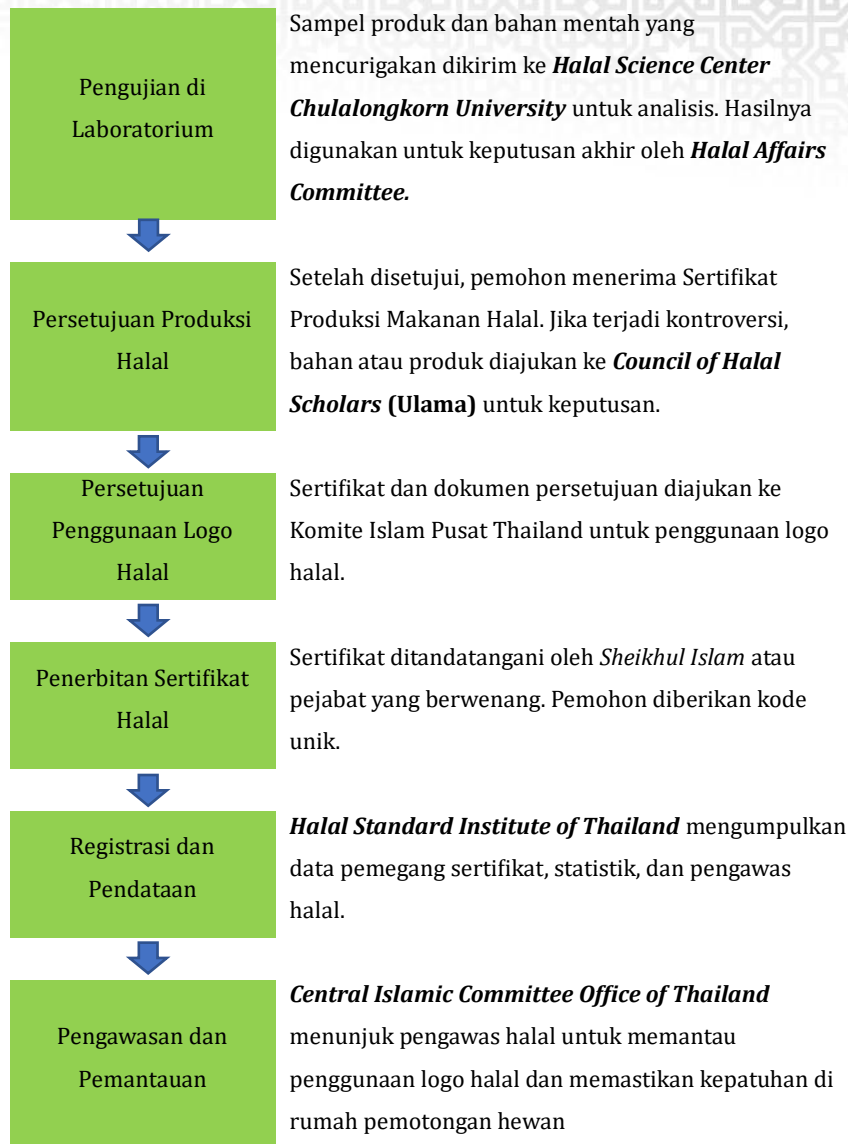 Pengujian di
Laboratorium
Sampel produk dan bahan mentah yang
mencurigakan dikirim ke Halal Science Center
Chulalongkorn University untuk analisis. Hasilnya
digunakan untuk keputusan akhir oleh Halal Affairs
Committee.
Persetujuan Produksi
Halal
Setelah disetujui, pemohon menerima Sertifikat
Produksi Makanan Halal. Jika terjadi kontroversi,
bahan atau produk diajukan ke Council of Halal
Scholars (Ulama) untuk keputusan.
Persetujuan
Penggunaan Logo
Halal
Sertifikat dan dokumen persetujuan diajukan ke
Komite Islam Pusat Thailand untuk penggunaan logo
halal.
Penerbitan Sertifikat
Halal
Sertifikat ditandatangani oleh Sheikhul Islam atau
pejabat yang berwenang. Pemohon diberikan kode
unik.
Registrasi dan
Pendataan
Halal Standard Institute of Thailand mengumpulkan
data pemegang sertifikat, statistik, dan pengawas
halal.
Pengawasan dan
Pemantauan
Central Islamic Committee Office of Thailand
menunjuk pengawas halal untuk memantau
penggunaan logo halal dan memastikan kepatuhan di
rumah pemotongan hewan